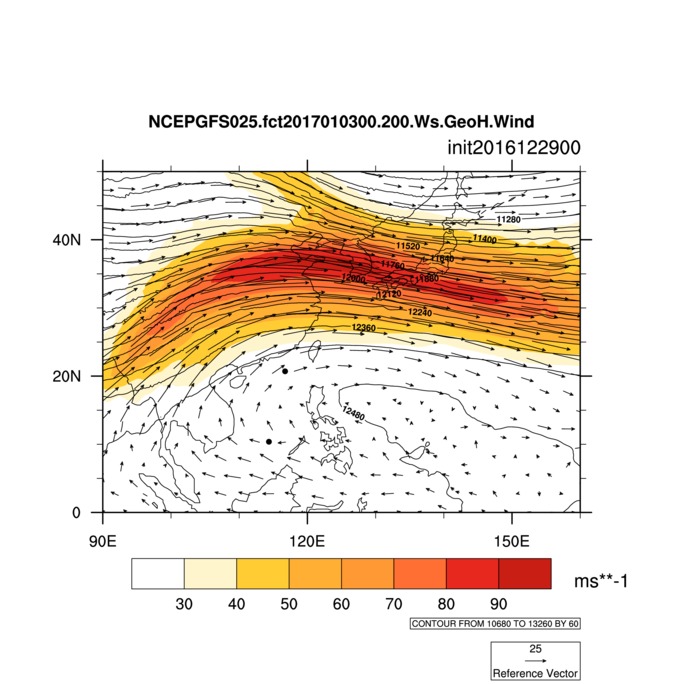 NCEPGFS025.fct2017010300.200.Ws.GeoH.Wind
init2016122900
11280
40N
11520
11400
11760
11640
12000
11880
12120
12240
12360
20N
12480
0
90E 120E 150E
ms**-1
30 40 50 60 70 80 90
CONTOUR FROM 10680 TO 13260 BY 60
25
Reference Vector